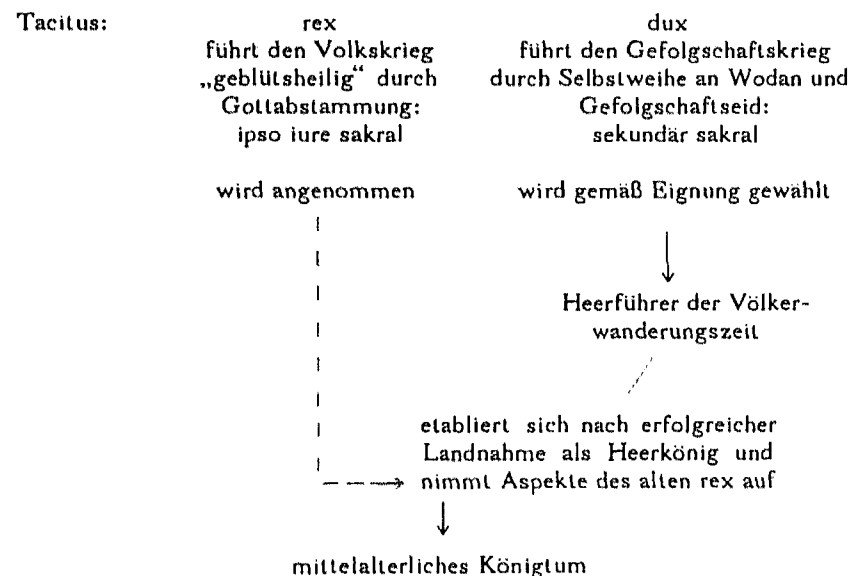 Tacitus:
rex
führt den Volkskrieg
„geblütsheilig“ durch
Gottabstammung:
ipso iure sakral
wird angenommen
dux
führt den Gefolgschaftskrieg
durch Selbstweihe an Wodan und
Gefolgschaftseid:
sekundär sakral
wird gemäß Eignung gewählt
Heerführer der Völker-
wanderungszeit
etabliert sich nach erfolgreicher
Landnahme als Heerkönig und
nimmt Aspekte des alten rex auf
mittelalterliches Königtum